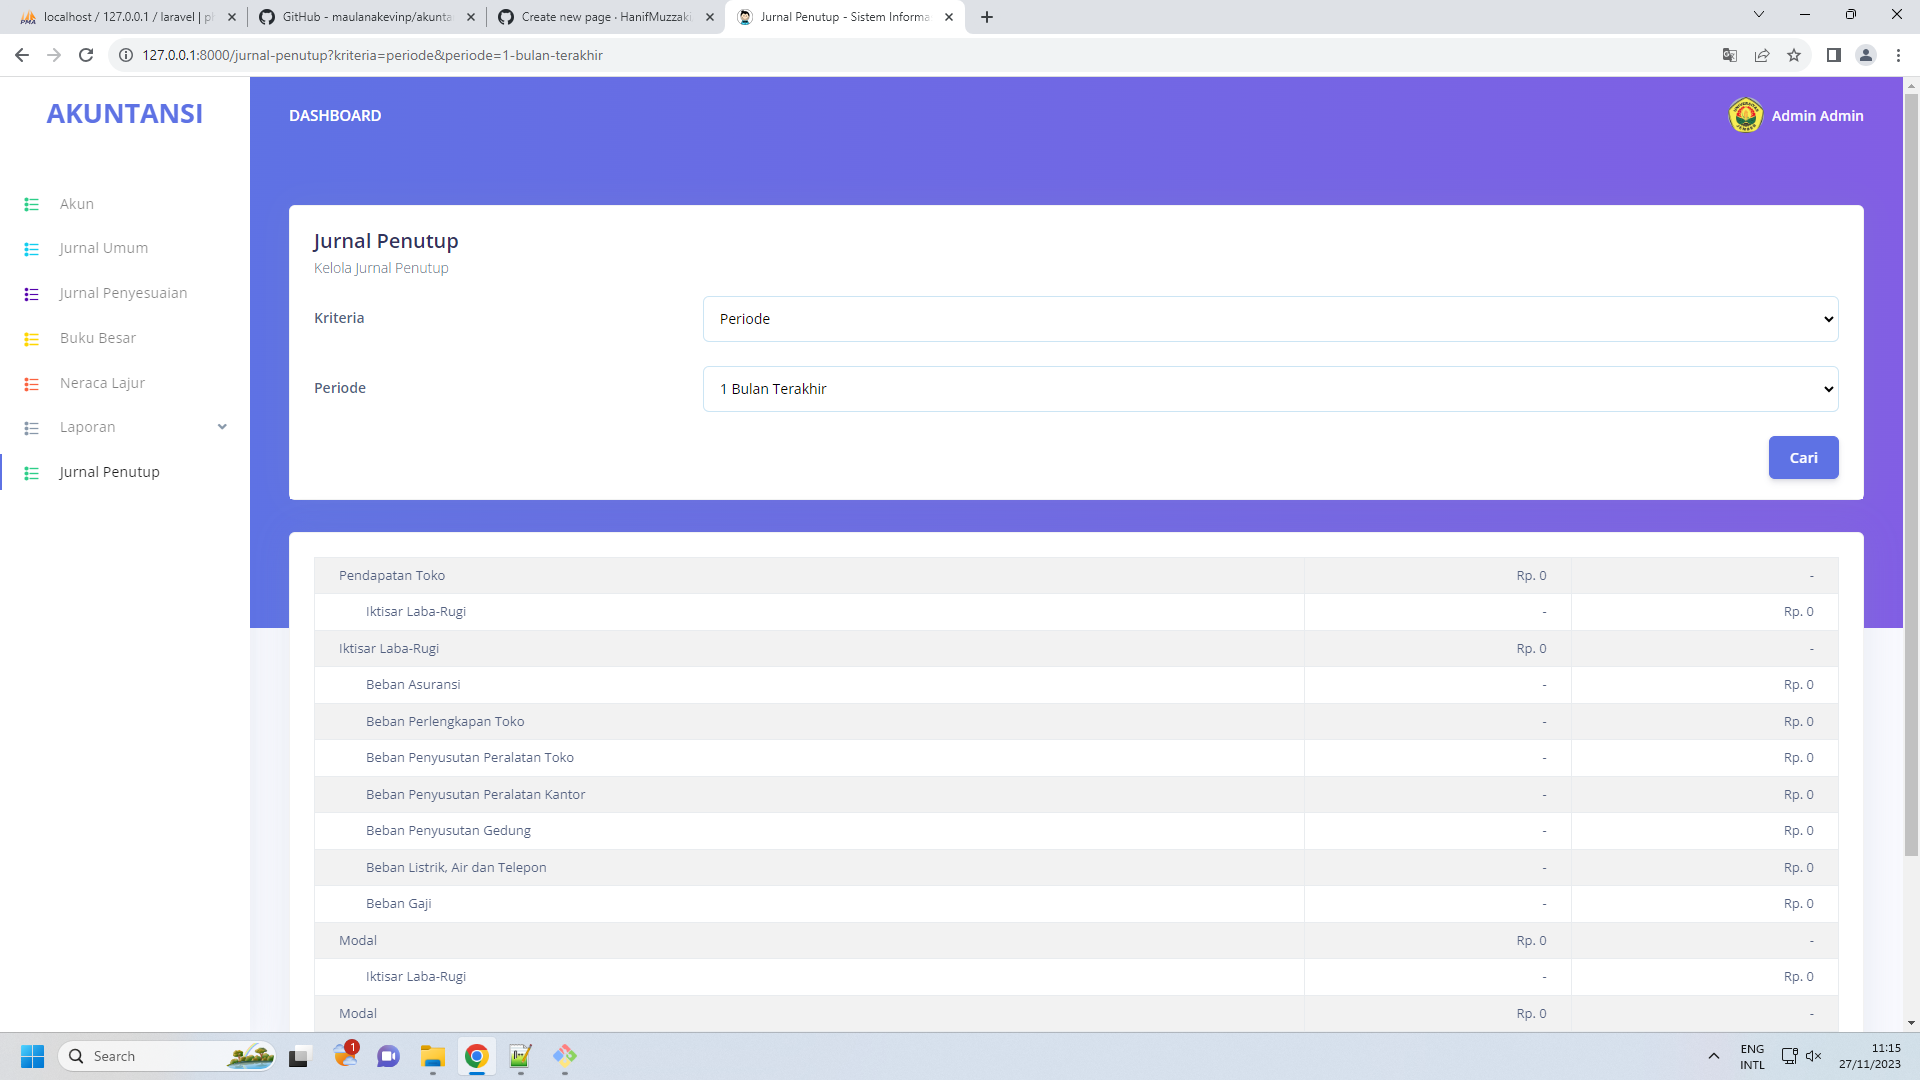 localhost / 127.0.0.1 / laravel | p
GitHub - maulanakevinp/akunta
Create new page · HanifMuzzaki
Jurnal Penutup - Sistem Informa
127.0.0.1:8000/jurnal-penutup?kriteria=periode&periode=1-bulan-terakhir
AKUNTANSI
DASHBOARD
Admin Admin
Akun
Jurnal Umum
Jurnal Penyesuaian
Buku Besar
Neraca Lajur
Laporan
Jurnal Penutup
Jurnal Penutup
Kelola Jurnal Penutup
Kriteria
Periode
Periode
1 Bulan Terakhir
Cari
Pendapatan Toko Rp. 0 -
Iktisar Laba-Rugi - Rp. 0
Iktisar Laba-Rugi Rp. 0 -
Beban Asuransi - Rp. 0
Beban Perlengkapan Toko - Rp. 0
Beban Penyusutan Peralatan Toko - Rp. 0
Beban Penyusutan Peralatan Kantor - Rp. 0
Beban Penyusutan Gedung - Rp. 0
Beban Listrik, Air dan Telepon - Rp. 0
Beban Gaji - Rp. 0
Modal Rp. 0 -
Iktisar Laba-Rugi - Rp. 0
Modal Rp. 0 -
Search
1
ENG
INTL
11:15
27/11/2023